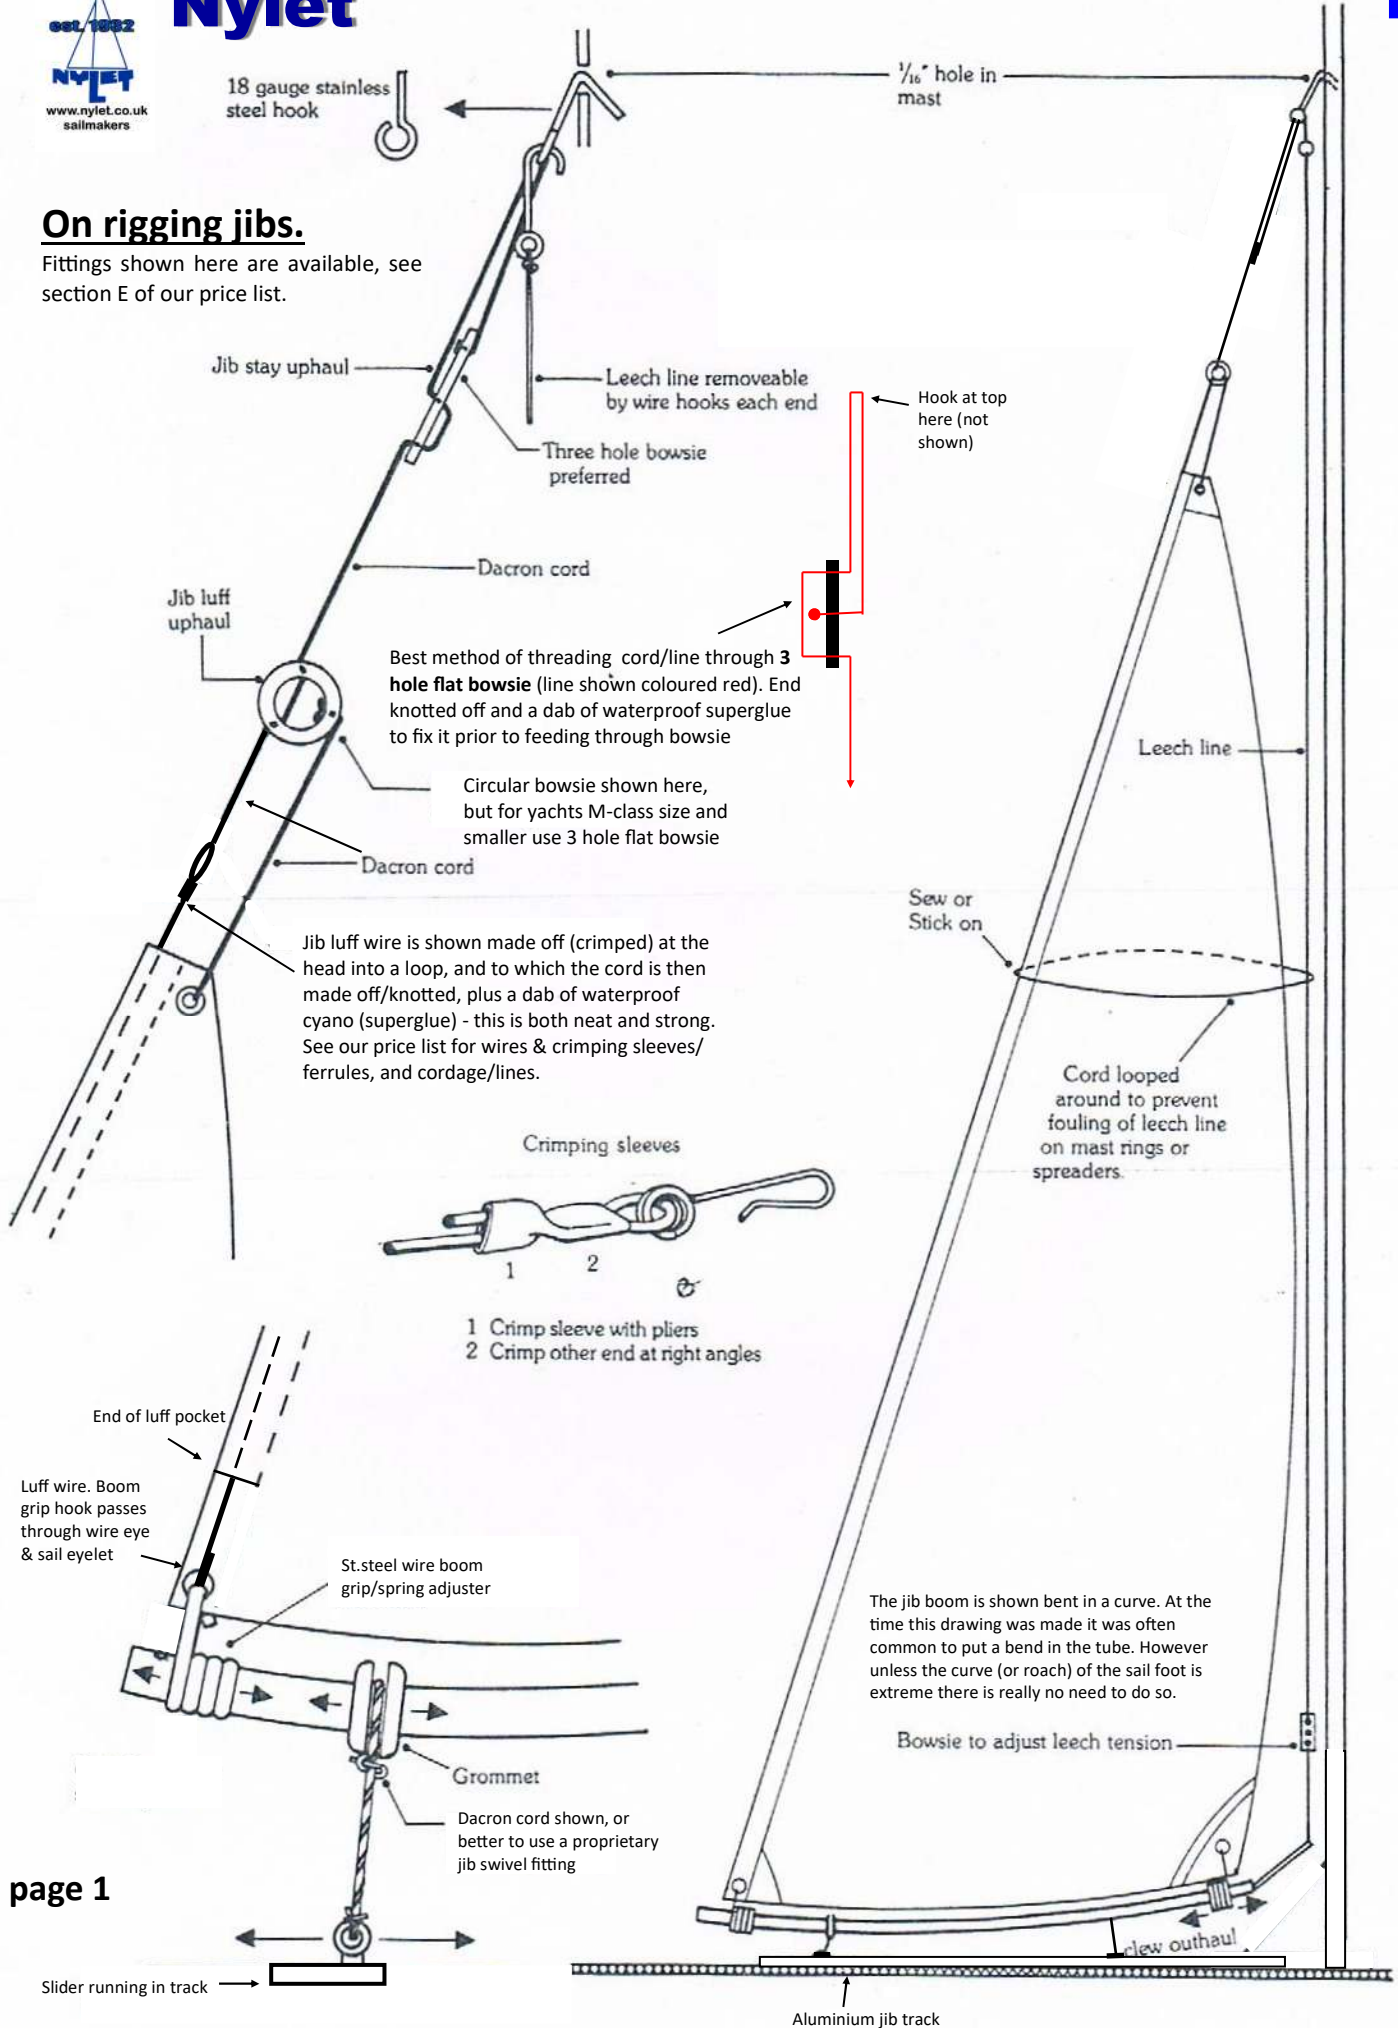 est. 1932
NYLET
www.nylet.co.uk
sailmakers
Nylet
18 gauge stainless
steel hook
1/16" hole in
mast
On rigging jibs.
Fittings shown here are available, see
section E of our price list.
Jib stay uphaul
Leech line removeable
by wire hooks each end
Hook at top
here (not
shown)
Three hole bowsie
preferred
Dacron cord
Jib luff
uphaul
Best method of threading cord/line through 3
hole flat bowsie (line shown coloured red). End
knotted off and a dab of waterproof superglue
to fix it prior to feeding through bowsie
Leech line
Circular bowsie shown here,
but for yachts M-class size and
smaller use 3 hole flat bowsie
Dacron cord
Sew or
Stick on
Jib luff wire is shown made off (crimped) at the
head into a loop, and to which the cord is then
made off/knotted, plus a dab of waterproof
cyano (superglue) - this is both neat and strong.
See our price list for wires & crimping sleeves/
ferrules, and cordage/lines.
Cord looped
around to prevent
fouling of leech line
on mast rings or
spreaders.
Crimping sleeves
1
2
1 Crimp sleeve with pliers
2 Crimp other end at right angles
End of luff pocket
Luff wire. Boom
grip hook passes
through wire eye
& sail eyelet
St.steel wire boom
grip/spring adjuster
The jib boom is shown bent in a curve. At the
time this drawing was made it was often
common to put a bend in the tube. However
unless the curve (or roach) of the sail foot is
extreme there is really no need to do so.
Bowsie to adjust leech tension
Grommet
Dacron cord shown, or
better to use a proprietary
jib swivel fitting
page 1
clew outhaul
Slider running in track
Aluminium jib track